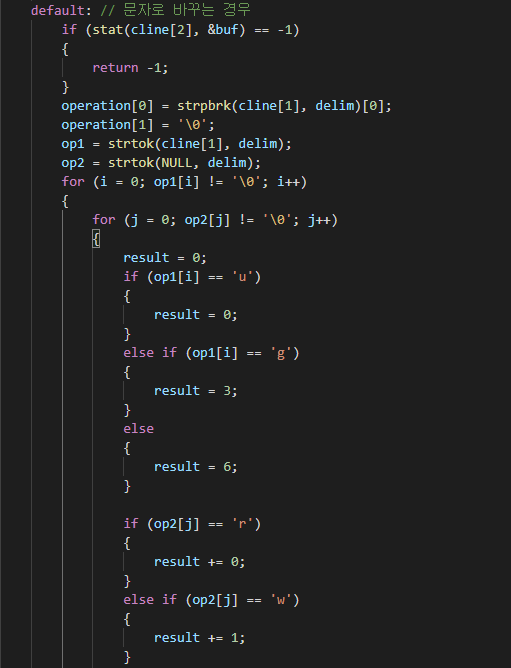 default: // 문자로 바꾸는 경우
if (stat(cline[2], &buf) == -1)
{
return -1;
}
operation[0] = strpbrk(cline[1], delim)[0];
operation[1] = '\0';
op1 = strtok(cline[1], delim);
op2 = strtok(NULL, delim);
for (i = 0; op1[i] != '\0'; i++)
{
for (j = 0; op2[j] != '\0'; j++)
{
result = 0;
if (op1[i] == 'u')
{
result = 0;
}
else if (op1[i] == 'g')
{
result = 3;
}
else
{
result = 6;
}
if (op2[j] == 'r')
{
result += 0;
}
else if (op2[j] == 'w')
{
result += 1;
}